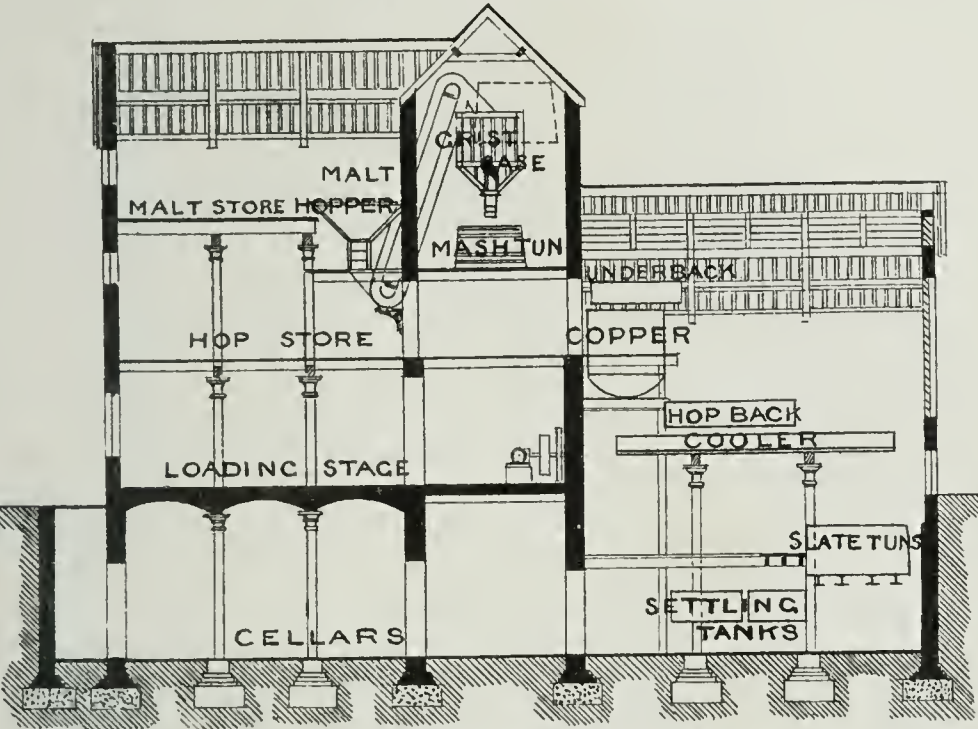 GRIST
CASE
MALT
MALT STORE HOPPER
MASH TUN
UNDERBACK
HOP STORE
COPPER
HOP BACK
COOLER
LOADING STAGE
SLATE TUNS
SETTLING
TANKS
CELLARS